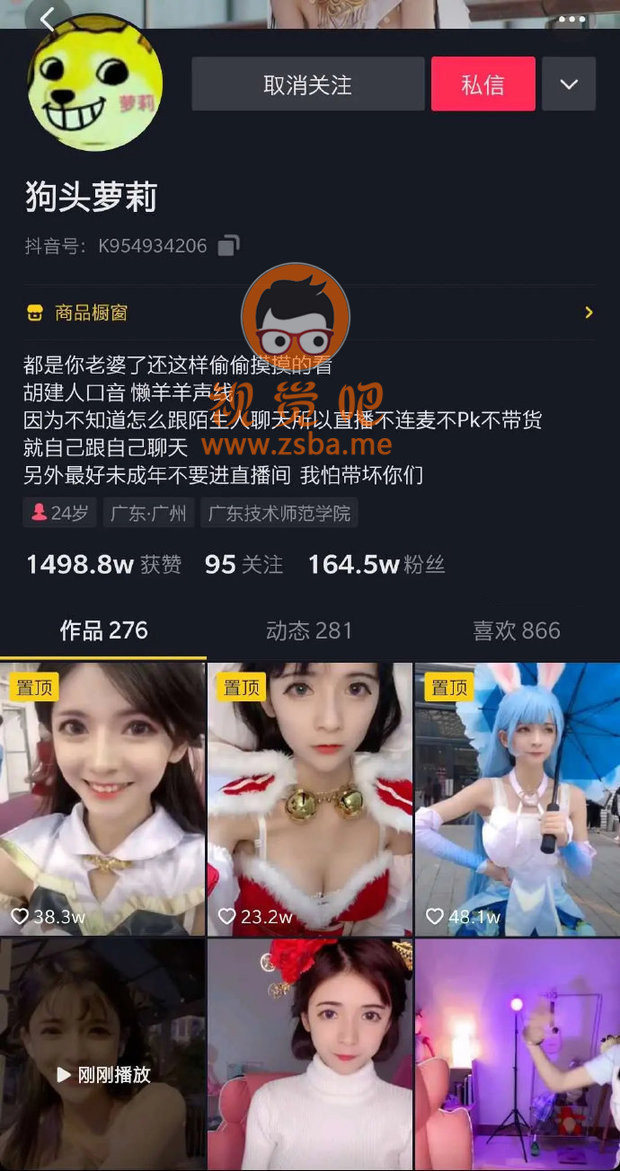 萝莉
取消关注
私信
狗头萝莉
抖音号: K954934206
商品橱窗
都是你老婆了还这样偷偷摸摸的看
胡建人口音 懒羊羊声线
因为不知道怎么跟陌生人聊天所以直播不连麦不Pk不带货
就自己跟自己聊天
另外最好未成年不要进直播间 我怕带坏你们
视觉吧
www.zsba.me
24岁 广东·广州 广东技术师范学院
1498.8w 获赞 95 关注 164.5w 粉丝
作品 276 动态 281 喜欢 866
置顶 置顶 置顶
38.3w 23.2w 48.1w
刚刚播放